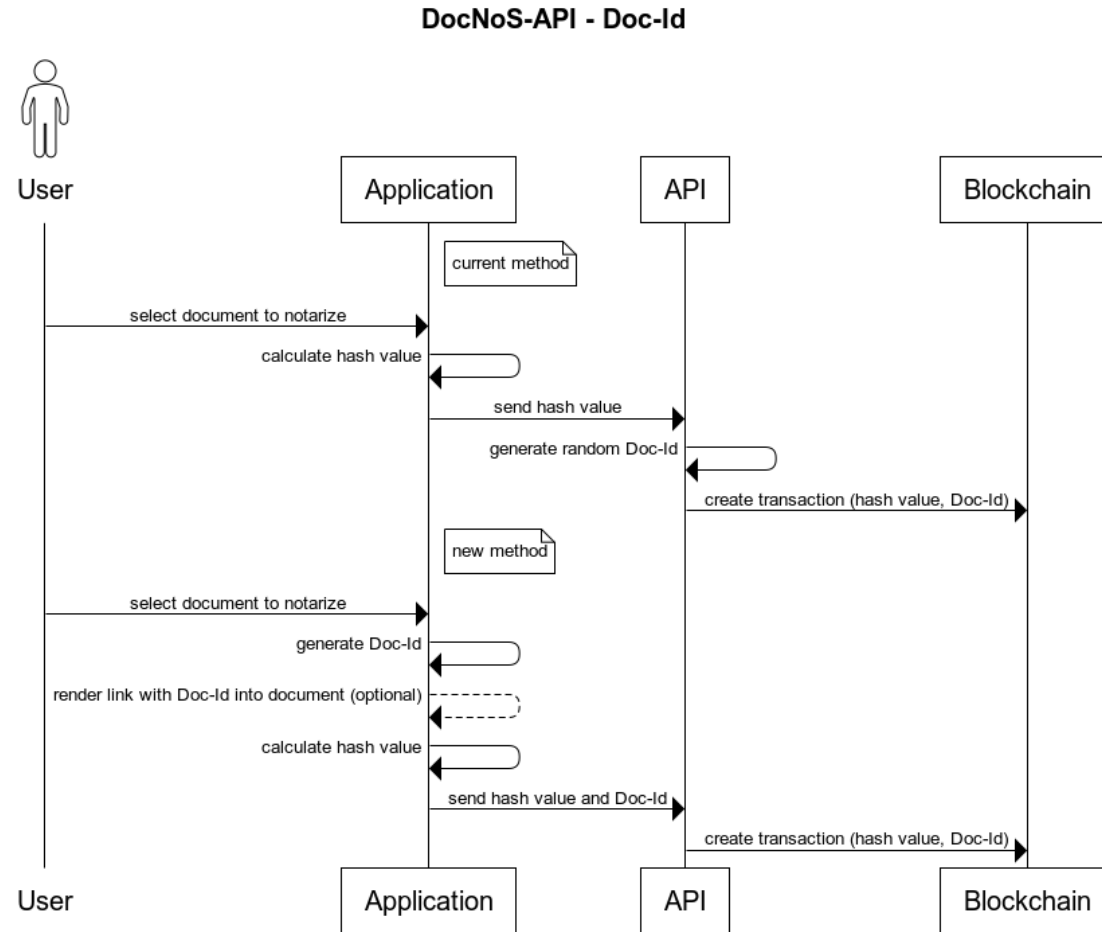 DocNoS-API - Doc-Id
User
Application
API
Blockchain
current method
select document to notarize
calculate hash value
send hash value
generate random Doc-Id
create transaction (hash value, Doc-Id)
new method
select document to notarize
generate Doc-Id
render link with Doc-Id into document (optional)
calculate hash value
send hash value and Doc-Id
create transaction (hash value, Doc-Id)
User
Application
API
Blockchain